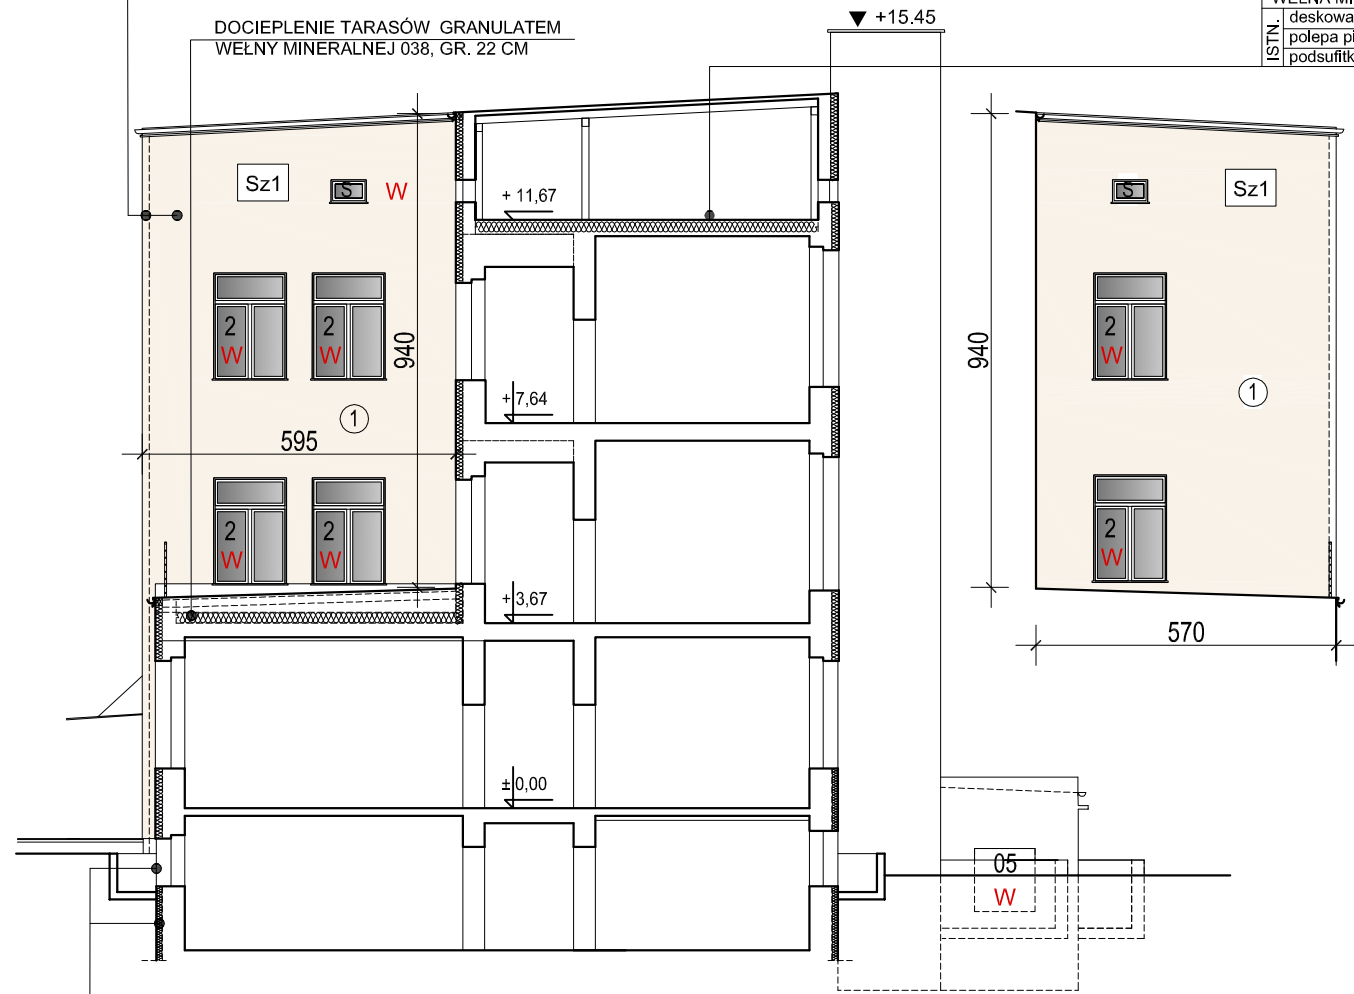 DOCIEPLENIE TARASÓW GRANULATEM
WEŁNY MINERALNEJ 038, GR. 22 CM
+15.45
ISTN.
deskowa
polepa pi
podsufitk
Sz1
S W
+ 11,67
S
Sz1
2 2
W W
940
940
2
W
+7,64
1
1
595
2 2
W W
2
W
+3,67
570
± 0,00
05
W